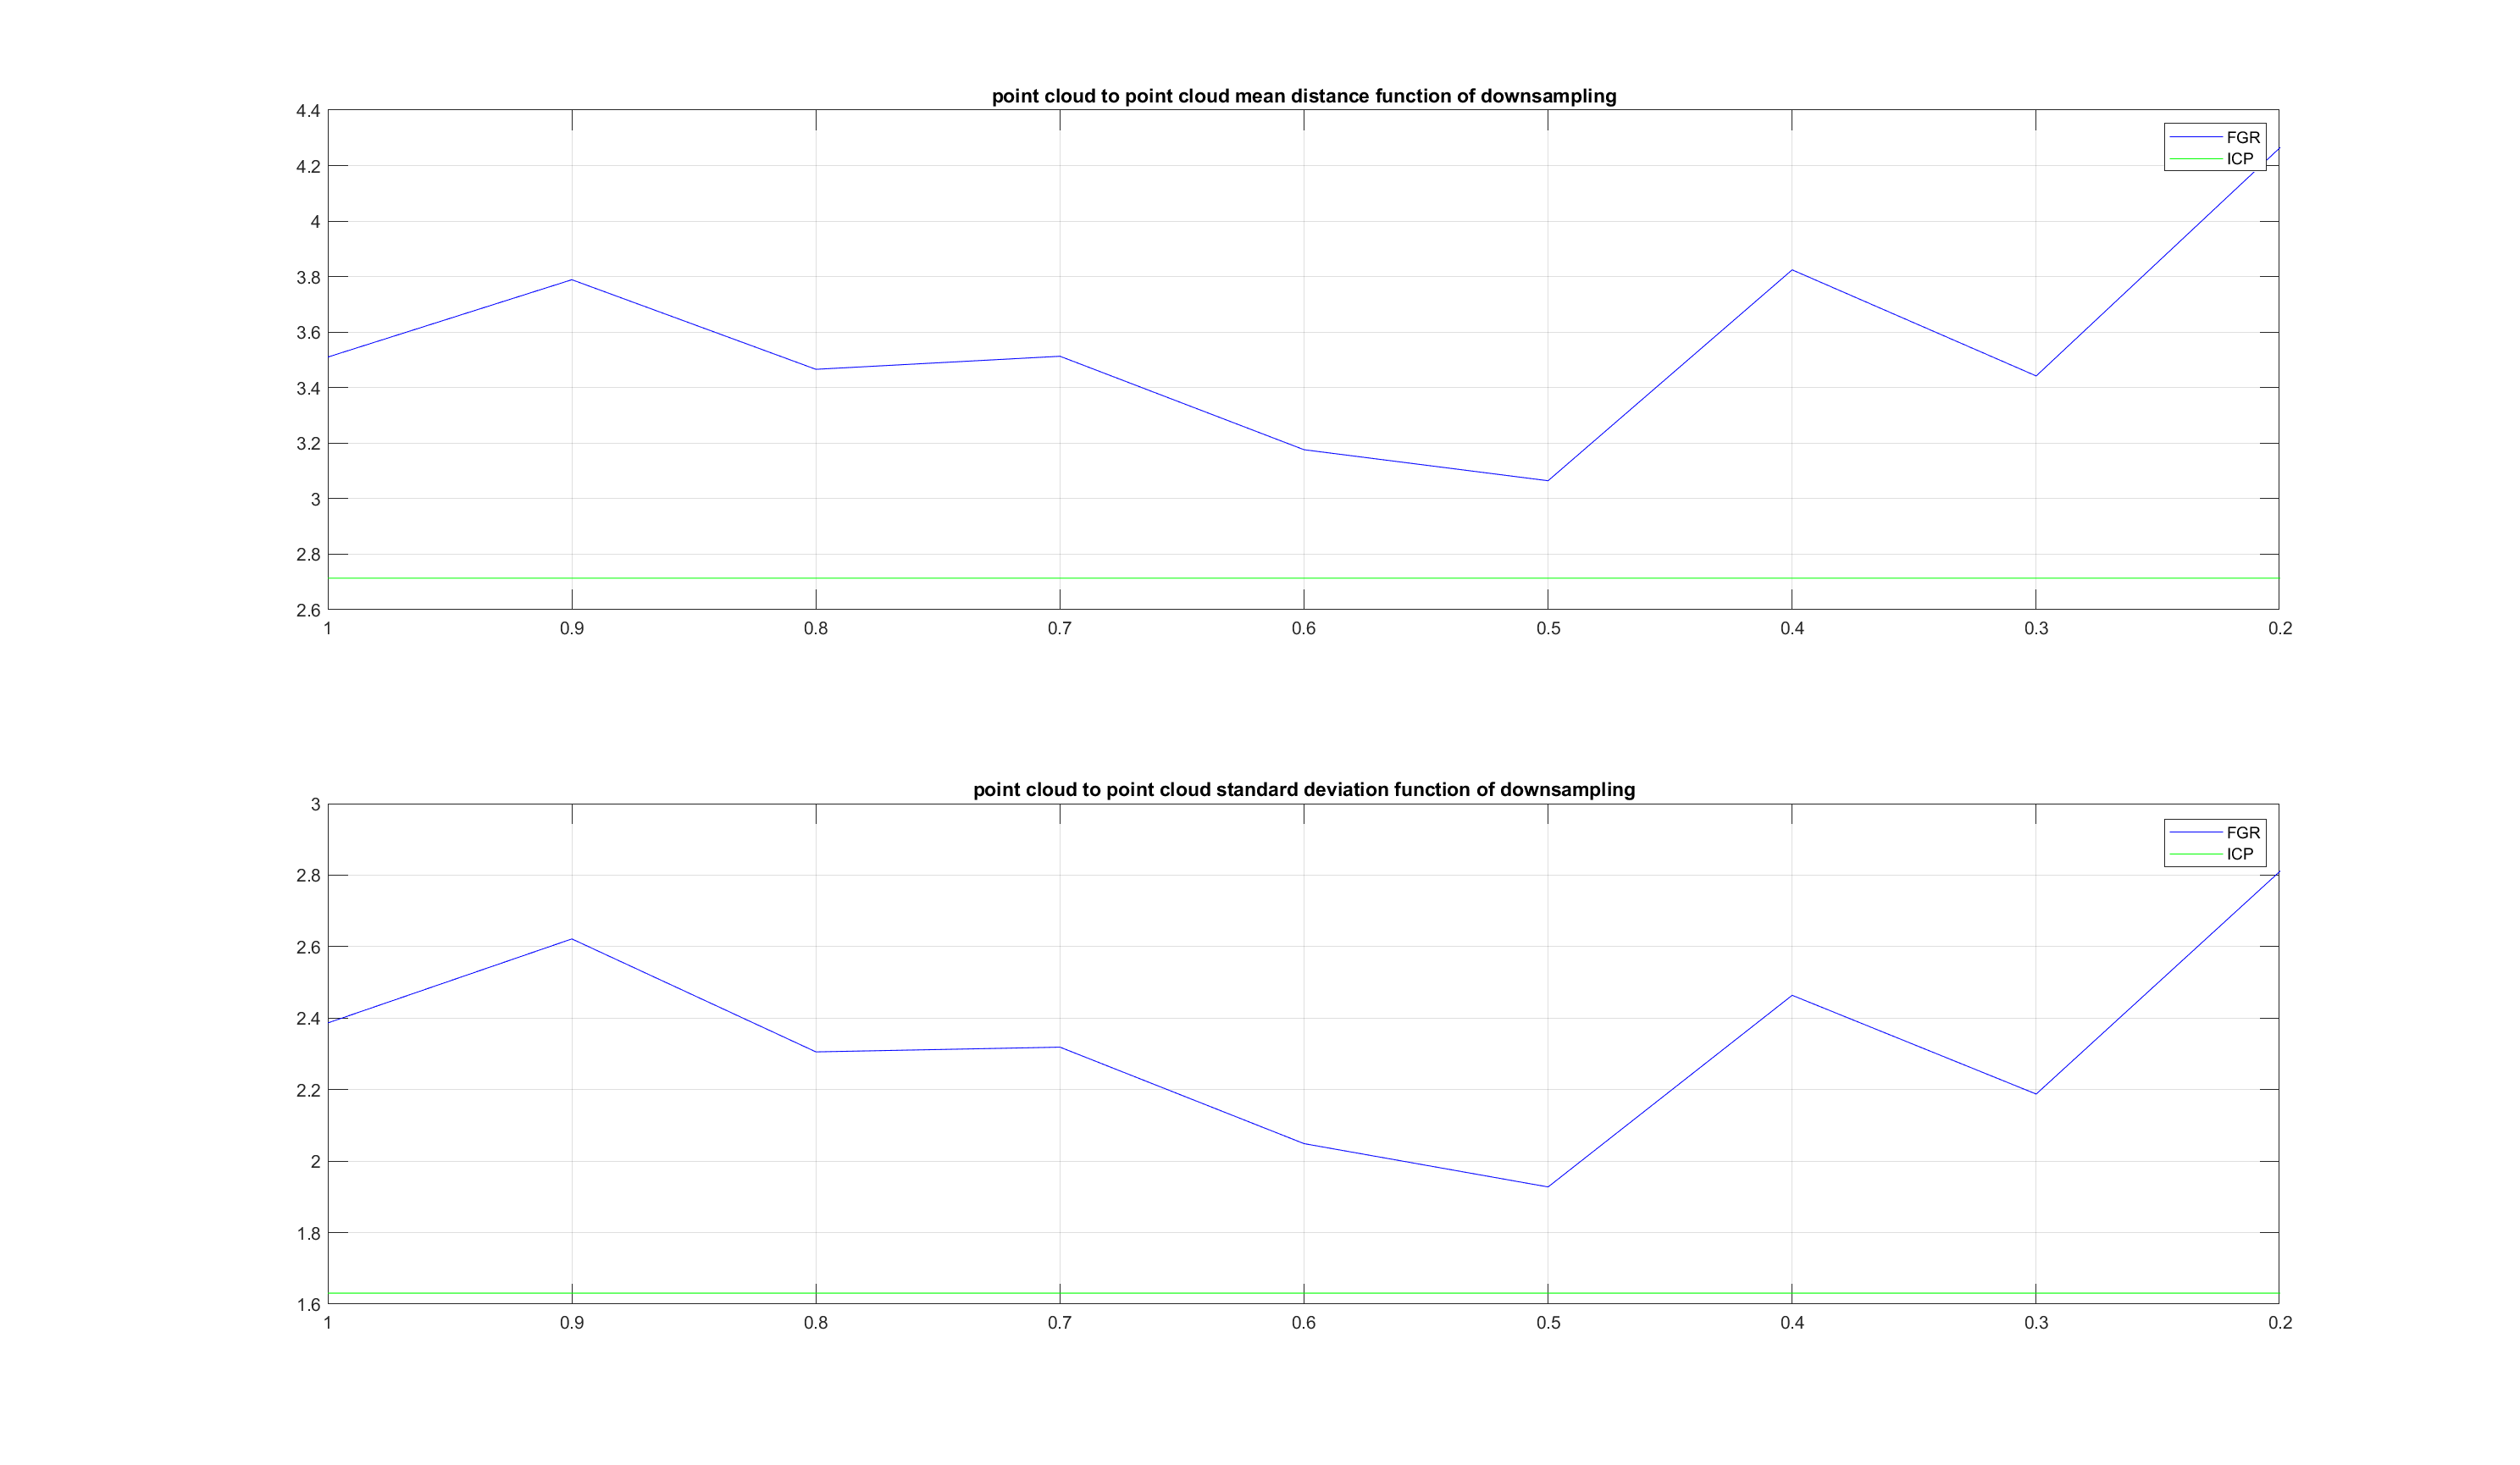 point cloud to point cloud mean distance function of downsampling
4.4
4.2
4
3.8
3.6
3.4
3.2
3
2.8
2.6
FGR
ICP
1 0.9 0.8 0.7 0.6 0.5 0.4 0.3 0.2
point cloud to point cloud standard deviation function of downsampling
3
2.8
2.6
2.4
2.2
2
1.8
1.6
FGR
ICP
1 0.9 0.8 0.7 0.6 0.5 0.4 0.3 0.2